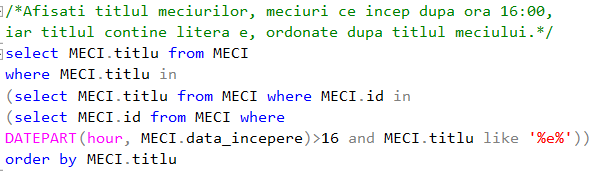 /*Afisati titlul meciurilor, meciuri ce incep dupa ora 16:00,
iar titlul contine litera e, ordonate dupa titlul meciului.*/
select MECI.titlu from MECI
where MECI.titlu in
(select MECI.titlu from MECI where MECI.id in
(select MECI.id from MECI where
DATEPART(hour, MECI.data_incepere)>16 and MECI.titlu like '%e%'))
order by MECI.titlu